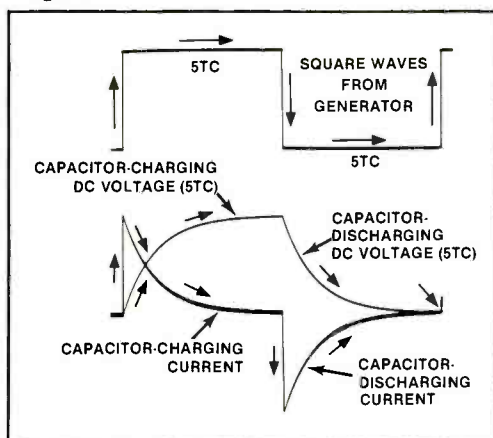 5TC
SQUARE WAVES
FROM
GENERATOR
5TC
CAPACITOR-CHARGING
DC VOLTAGE (5TC)
CAPACITOR-
DISCHARGING
DC VOLTAGE (5TC)
CAPACITOR-CHARGING
CURRENT
CAPACITOR-
DISCHARGING
CURRENT